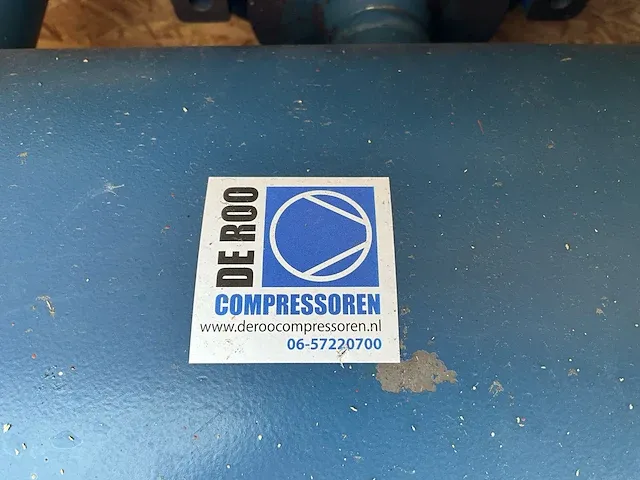 DE ROO
COMPRESSOREN
www.deroocompressoren.nl
06-57220700